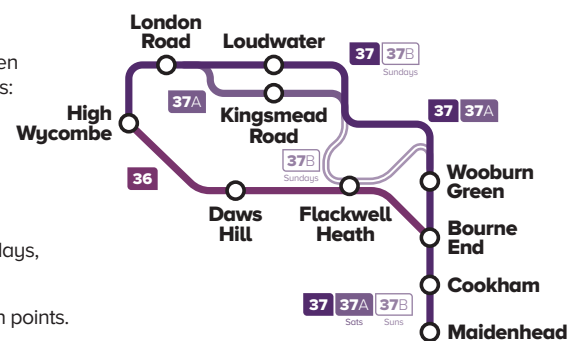 London
Road
Loudwater
37
37B
Sundays
en
s:
37A
Kingsmead
Road
37
37A
High
Wycombe
37B
Sundays
36
Wooburn
Green
Daws
Hill
Flackwell
Heath
Bourne
End
Cookham
37
37A
Sats
37B
Suns
Maidenhead
n points.